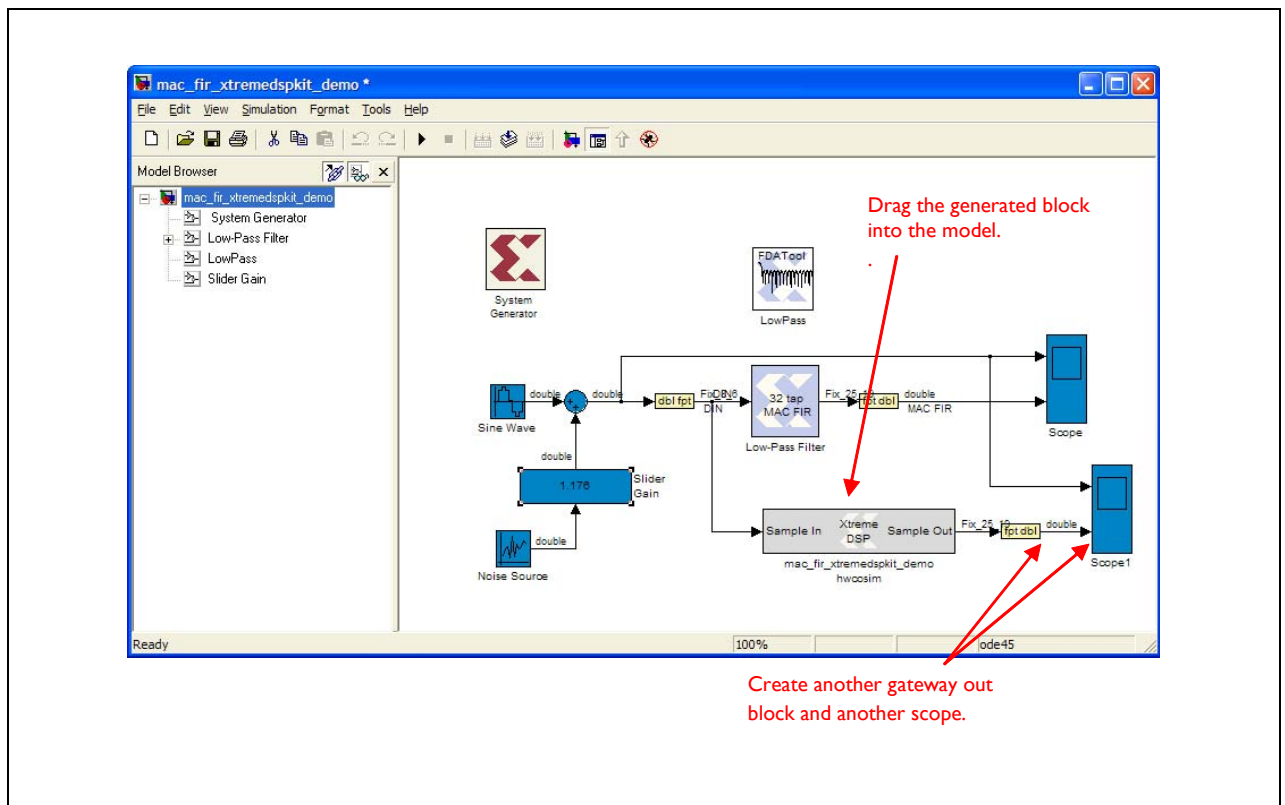 mac_fir_xtremedspkit_demo *
File Edit View Simulation Format Tools Help
Model Browser
mac_fir_xtremedspkit_demo
System Generator
Low-Pass Filter
LowPass
Slider Gain
Drag the generated block
into the model.
.
System
Generator
FDATool
LowPass
Sine Wave
double
double
dbl fpt
DIN
32 tap
MAC FIR
Low-Pass Filter
fpt dbl
double
MAC FIR
Scope
double
1.176
Slider
Gain
double
Noise Source
Sample In
Xtreme
DSP
Sample Out
mac_fir_xtremedspkit_demo
hwcosim
fpt dbl
double
Scope1
Ready
100%
ode45
Create another gateway out
block and another scope.